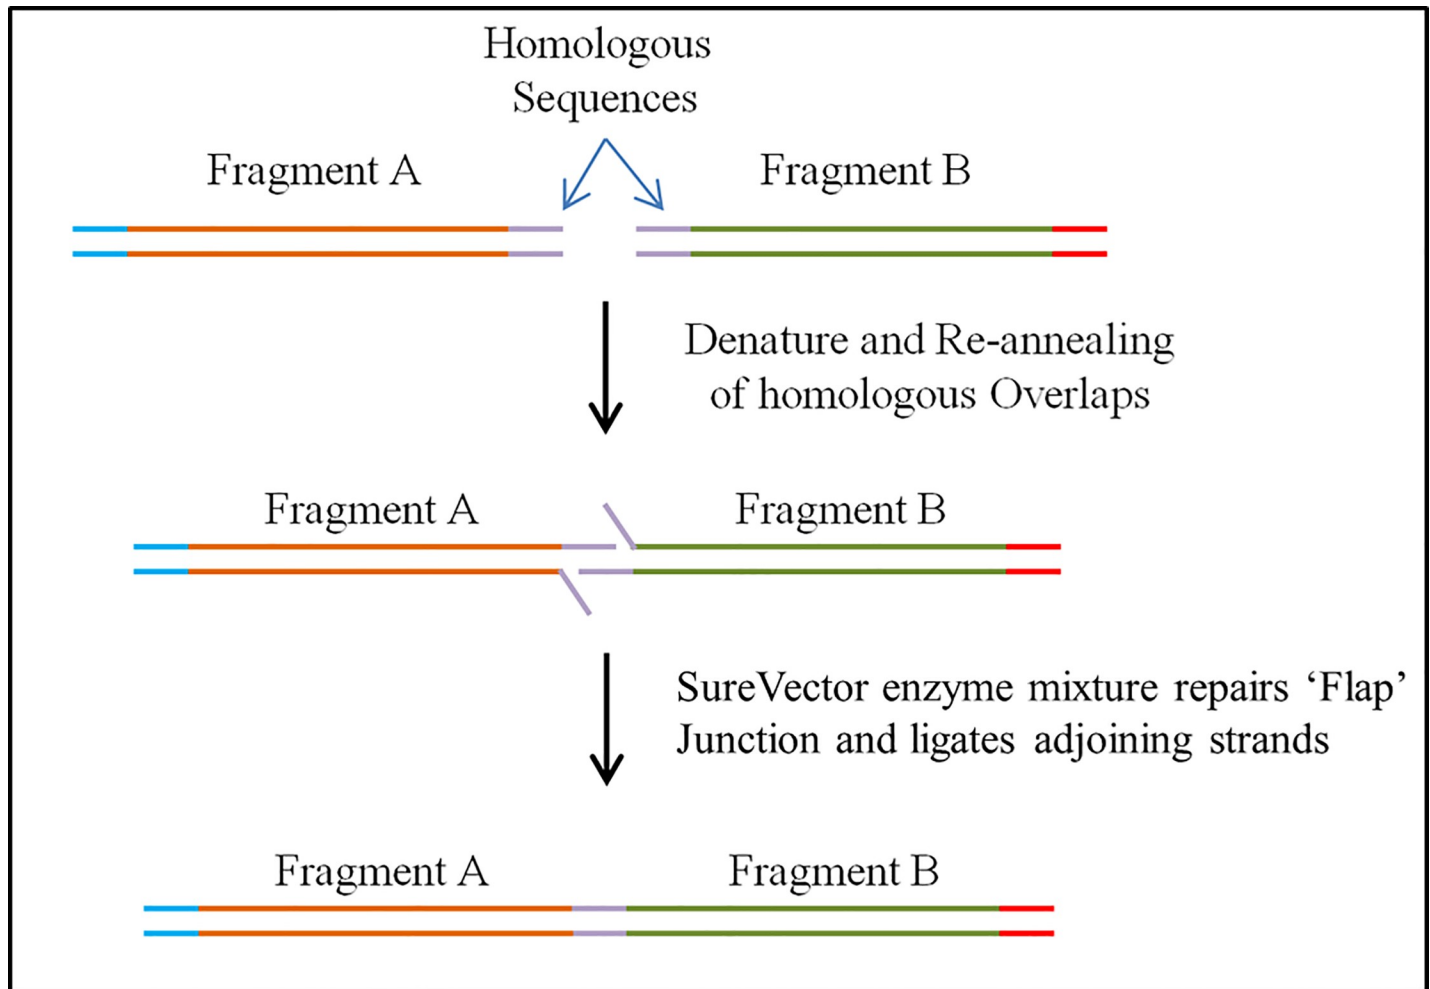 Homologous
Sequences
Fragment A
Fragment B
Denature and Re-annealing
of homologous Overlaps
Fragment A
Fragment B
SureVector enzyme mixture repairs ‘Flap’
Junction and ligates adjoining strands
Fragment A
Fragment B